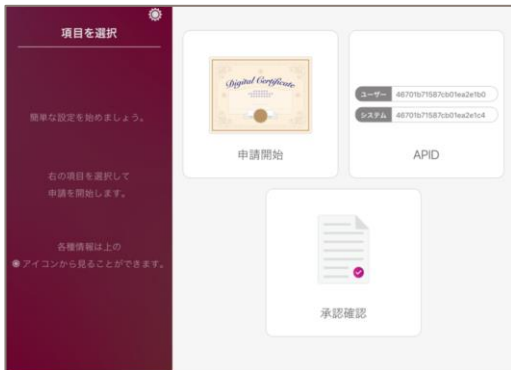 項目を選択
簡単な設定を始めましょう。
右の項目を選択して
申請を開始します。
各種情報は上の
アイコンから見ることができます。
Digital Certificate
申請開始
ユーザー 46701b71587cb01ea2e1b0
システム 46701b71587cb01ea2e1c4
APID
承認確認